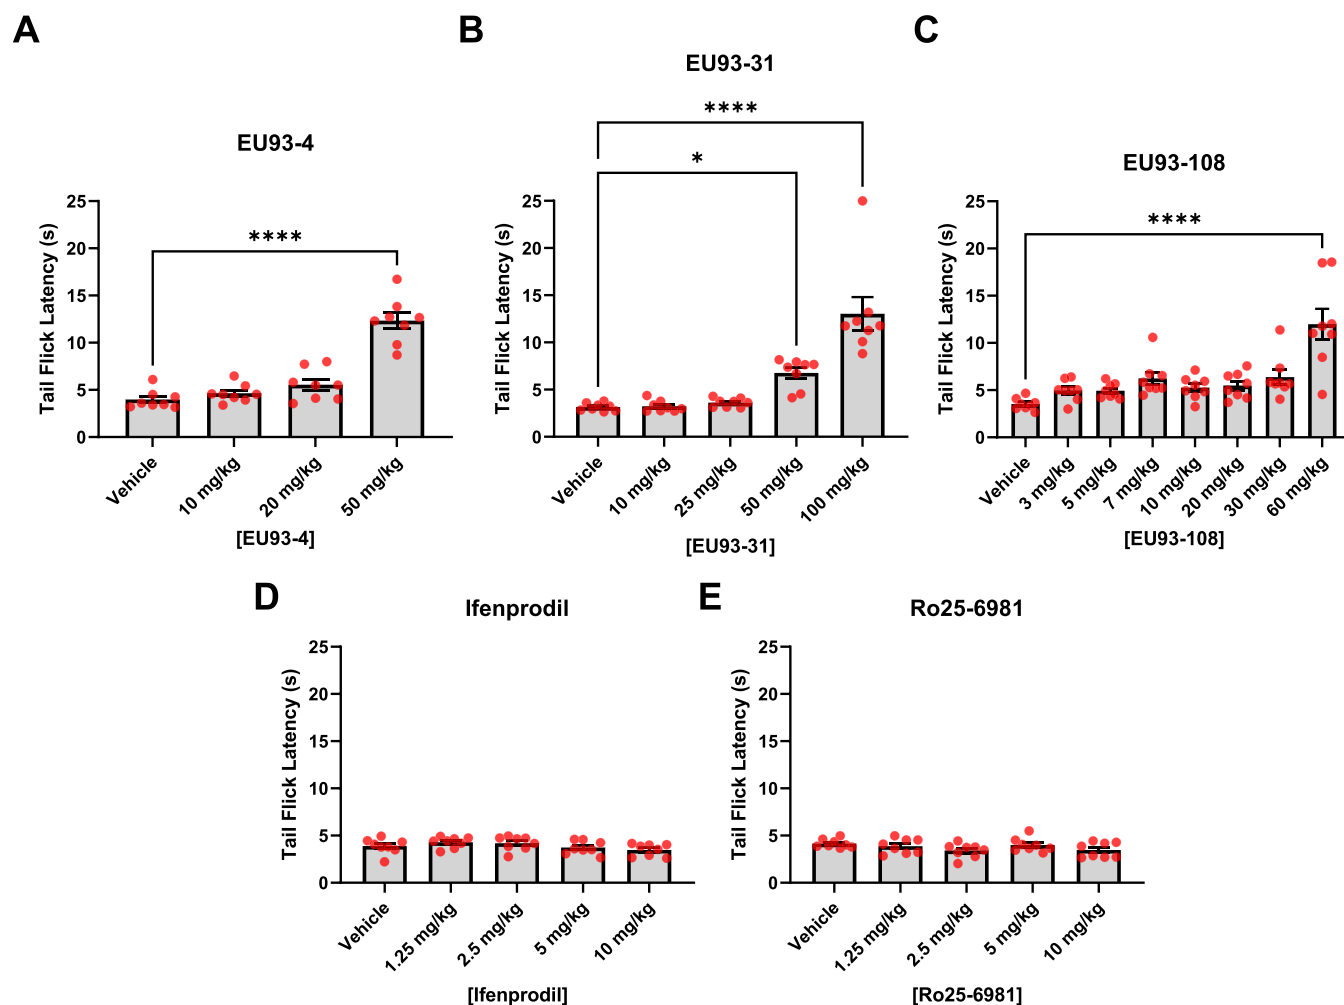 A
EU93-4
Tail Flick Latency (s)
25
20
15
10
5
0
****
Vehicle
10 mg/kg
20 mg/kg
50 mg/kg
[EU93-4]
B
EU93-31
Tail Flick Latency (s)
25
20
15
10
5
0
****
*
Vehicle
10 mg/kg
25 mg/kg
50 mg/kg
100 mg/kg
[EU93-31]
C
EU93-108
Tail Flick Latency (s)
25
20
15
10
5
0
****
Vehicle
3 mg/kg
5 mg/kg
7 mg/kg
10 mg/kg
20 mg/kg
30 mg/kg
60 mg/kg
[EU93-108]
D
Ifenprodil
Tail Flick Latency (s)
25
20
15
10
5
0
Vehicle
1.25 mg/kg
2.5 mg/kg
5 mg/kg
10 mg/kg
[Ifenprodil]
E
Ro25-6981
Tail Flick Latency (s)
25
20
15
10
5
0
Vehicle
1.25 mg/kg
2.5 mg/kg
5 mg/kg
10 mg/kg
[Ro25-6981]